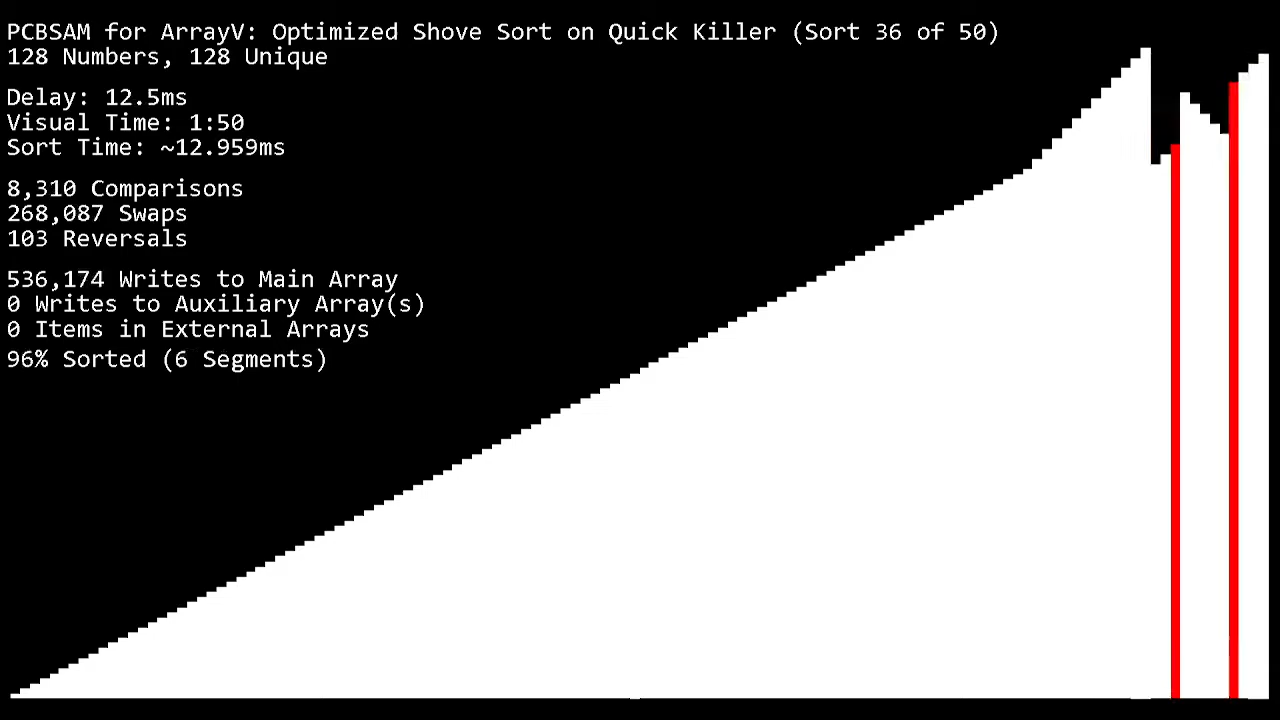 PCBSAM for ArrayV: Optimized Shove Sort on Quick Killer (Sort 36 of 50)
128 Numbers, 128 Unique
Delay: 12.5ms
Visual Time: 1:50
Sort Time: ~12.959ms
8,310 Comparisons
268,087 Swaps
103 Reversals
536,174 Writes to Main Array
0 Writes to Auxiliary Array(s)
0 Items in External Arrays
96% Sorted (6 Segments)